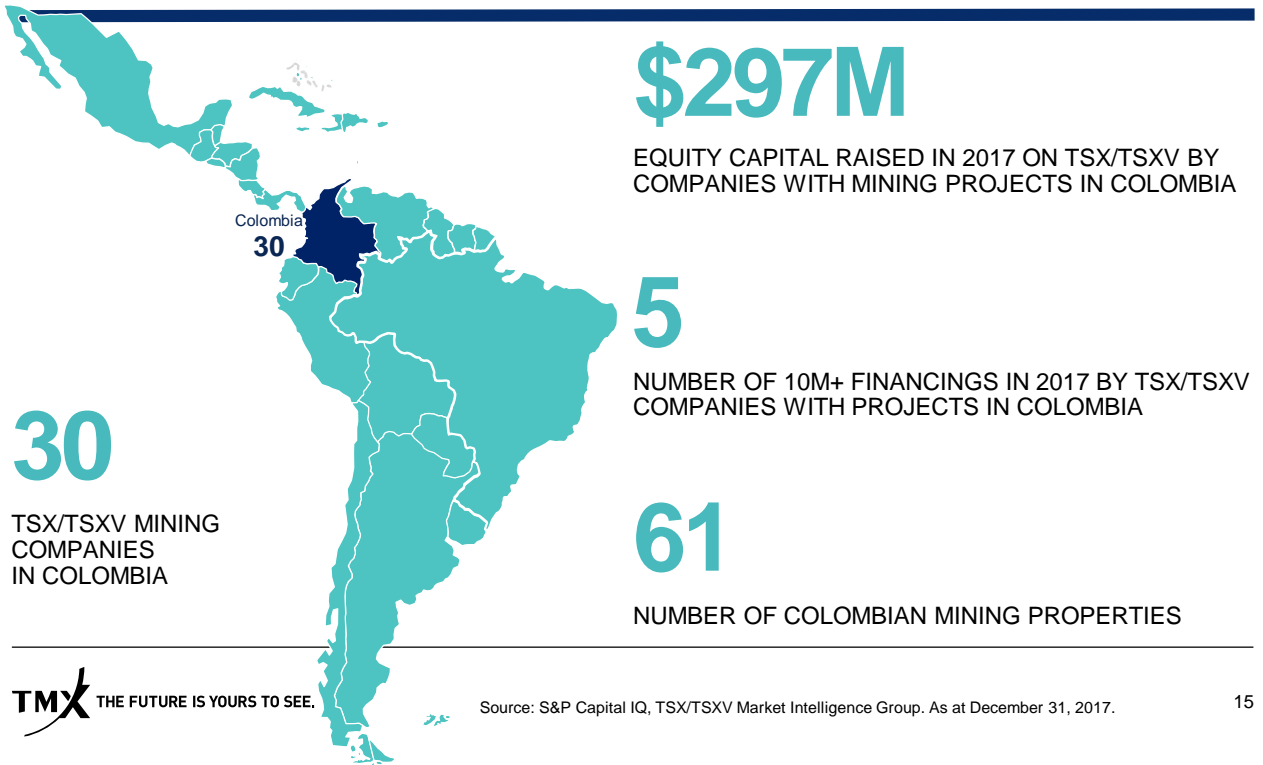 $297M
EQUITY CAPITAL RAISED IN 2017 ON TSX/TSXV BY
COMPANIES WITH MINING PROJECTS IN COLOMBIA
Colombia
30
5
NUMBER OF 10M+ FINANCINGS IN 2017 BY TSX/TSXV
COMPANIES WITH PROJECTS IN COLOMBIA
30
TSX/TSXV MINING
COMPANIES
IN COLOMBIA
61
NUMBER OF COLOMBIAN MINING PROPERTIES
TMX THE FUTURE IS YOURS TO SEE.
Source: S&P Capital IQ, TSX/TSXV Market Intelligence Group. As at December 31, 2017.
15